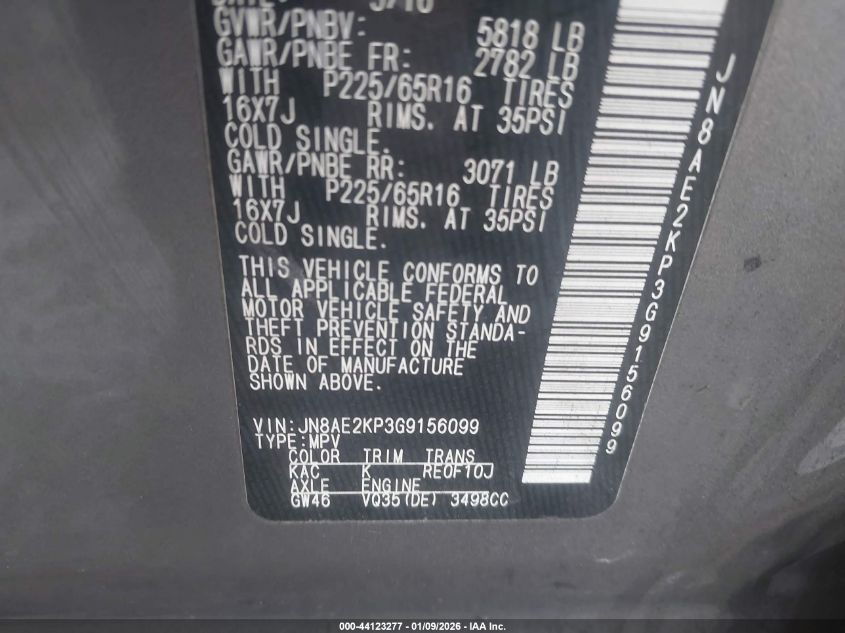 GVWR/PNBV: 5818 LB
GAWR/PNBE FR: 2782 LB
WITH P225/65R16 TIRES
16X7J RIMS. AT 35PSI
COLD SINGLE.
GAWR/PNBE RR: 3071 LB
WITH P225/65R16 TIRES
16X7J RIMS. AT 35PSI
COLD SINGLE.
THIS VEHICLE CONFORMS TO
ALL APPLICABLE FEDERAL
MOTOR VEHICLE SAFETY AND
THEFT PREVENTION STANDA-
RDS IN EFFECT ON THE
DATE OF MANUFACTURE
SHOWN ABOVE.
VIN:JN8AE2KP3G9156099
TYPE:MPV
COLOR TRIM TRANS
KAC K RE0F10J
AXLE ENGINE
GW46 VQ35(DE) 3498CC
JN8AE2KP3G9156099
000-44123277 - 01/09/2026 - IAA Inc.